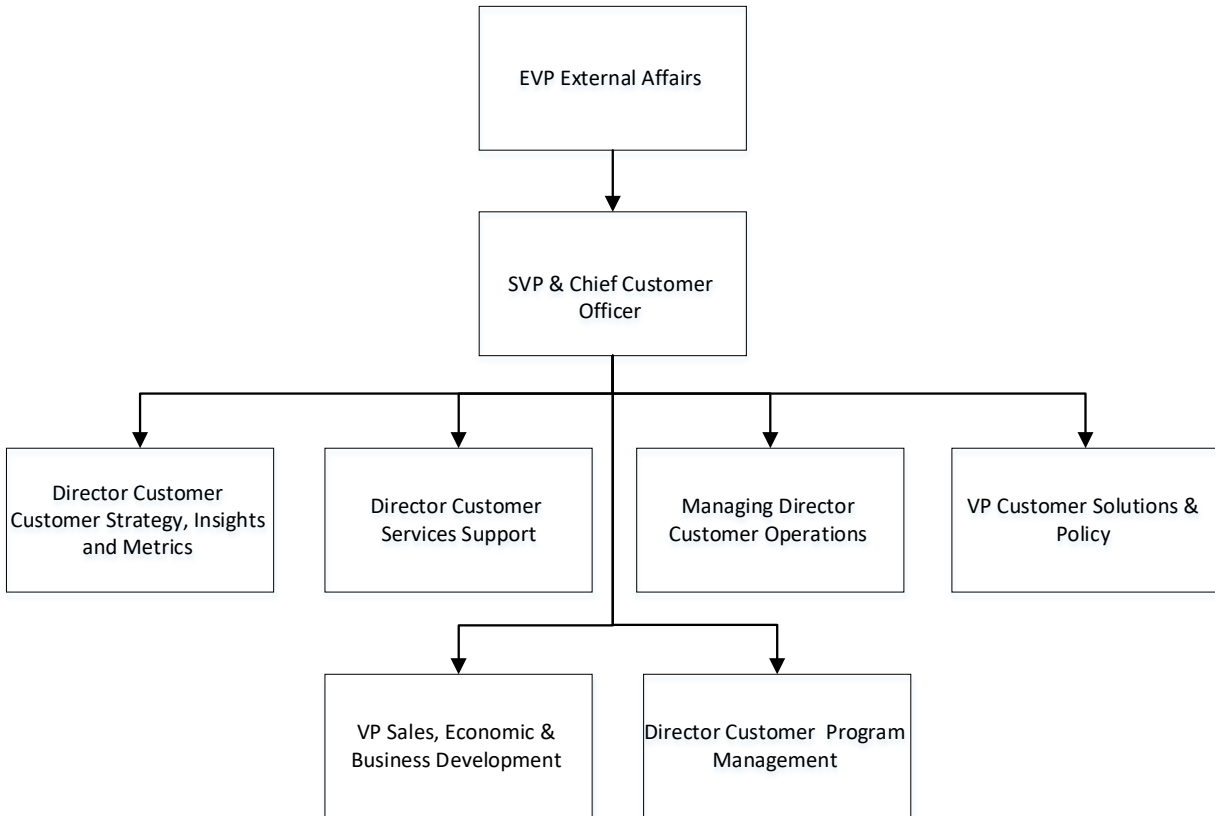 EVP External Affairs
SVP & Chief Customer
Officer
Director Customer
Customer Strategy, Insights
and Metrics
Director Customer
Services Support
Managing Director
Customer Operations
VP Customer Solutions &
Policy
VP Sales, Economic &
Business Development
Director Customer  Program
Management